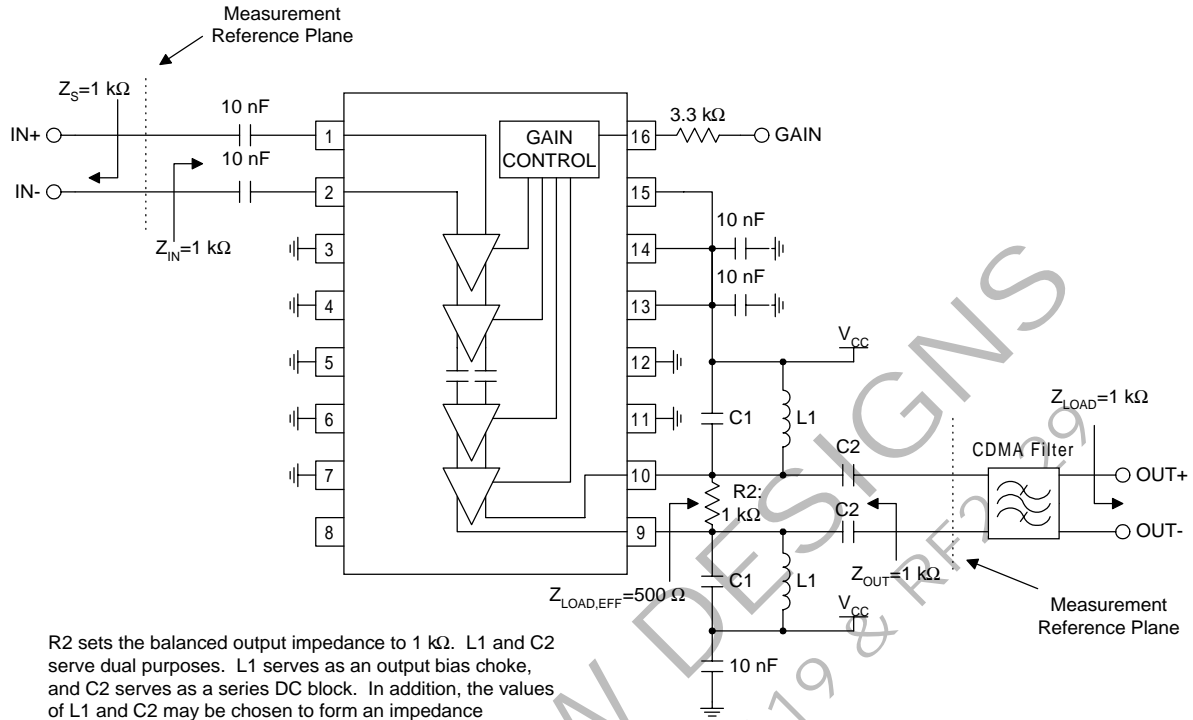 Measurement
Reference Plane
Z_S=1 kΩ
10 nF
3.3 kΩ
IN+
1
GAIN
CONTROL
16
GAIN
10 nF
IN-
2
15
10 nF
Z_IN=1 kΩ
3
14
10 nF
4
13
V_CC
5
12
Z_LOAD=1 kΩ
6
11
C1
L1
C2
CDMA Filter
7
10
OUT+
R2:
1 kΩ
C2
8
9
OUT-
C1
L1
Z_LOAD,EFF=500 Ω
Z_OUT=1 kΩ
V_CC
Measurement
Reference Plane
10 nF
R2 sets the balanced output impedance to 1 kΩ. L1 and C2
serve dual purposes. L1 serves as an output bias choke,
and C2 serves as a series DC block. In addition, the values
of L1 and C2 may be chosen to form an impedance
W DESIGNS
19 & RF2 29